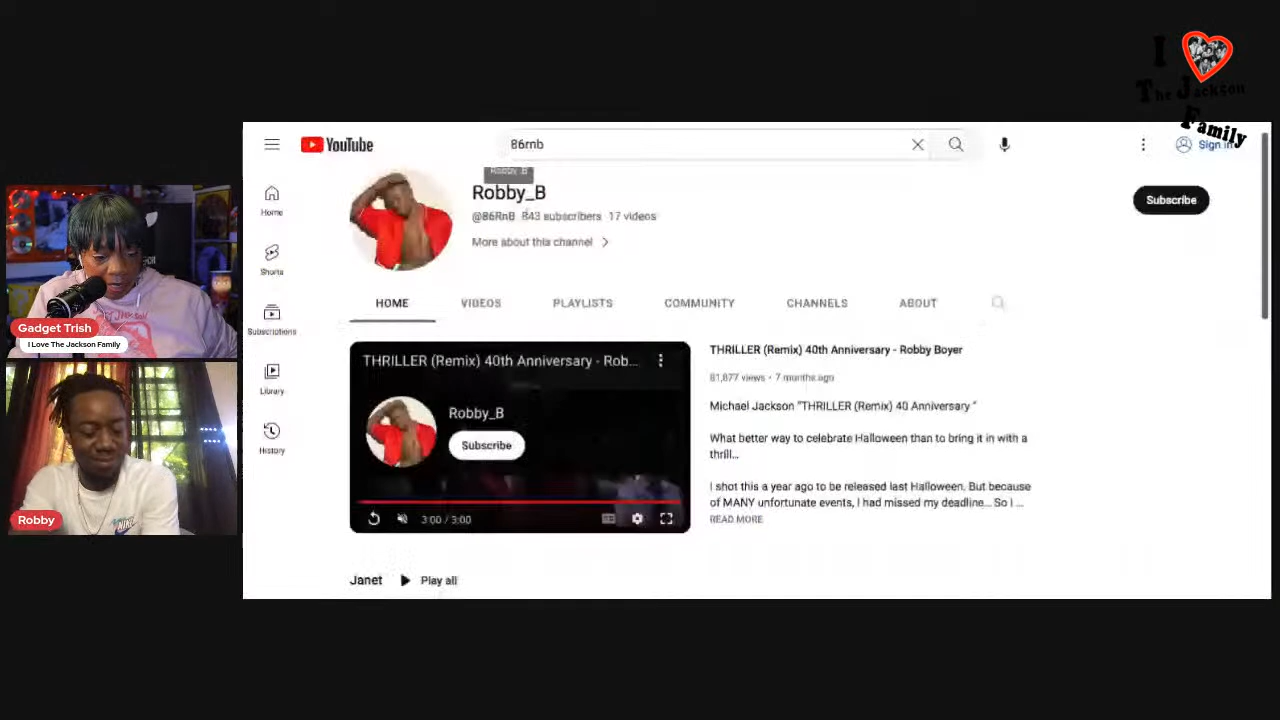 I
The Jackson
Family
YouTube
86rnb
Sign in
Home
Shorts
Subscriptions
Library
History
Robby_B
Robby_B
@86RnB 843 subscribers 17 videos
More about this channel
Subscribe
HOME
VIDEOS
PLAYLISTS
COMMUNITY
CHANNELS
ABOUT
THRILLER (Remix) 40th Anniversary - Rob...
Robby_B
Subscribe
3:00 / 3:00
THRILLER (Remix) 40th Anniversary - Robby Boyer
81,877 views • 7 months ago
Michael Jackson "THRILLER (Remix) 40 Anniversary "
What better way to celebrate Halloween than to bring it in with a
thrill...
I shot this a year ago to be released last Halloween. But because
of MANY unfortunate events, I had missed my deadline... So I ...
READ MORE
Janet
Play all
Gadget Trish
I Love The Jackson Family
Robby
NIKE